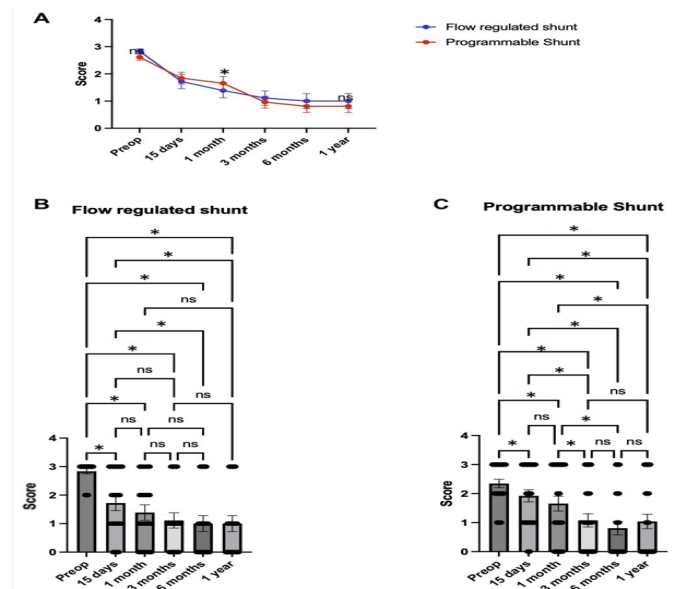 A
Flow regulated shunt
Programmable Shunt
4
3
2
1
0
Score
ns
*
ns
Preop
15 days
1 month
3 months
6 months
1 year
B
Flow regulated shunt
*
*
*
ns
*
*
ns
ns
*
ns
ns
*
ns
ns
4
3
2
1
0
Score
Preop
15 days
1 month
3 months
6 months
1 year
C
Programmable Shunt
*
*
*
*
*
*
*
ns
*
ns
*
*
*
ns
ns
4
3
2
1
0
Score
Preop
15 days
1 month
3 months
6 months
1 year